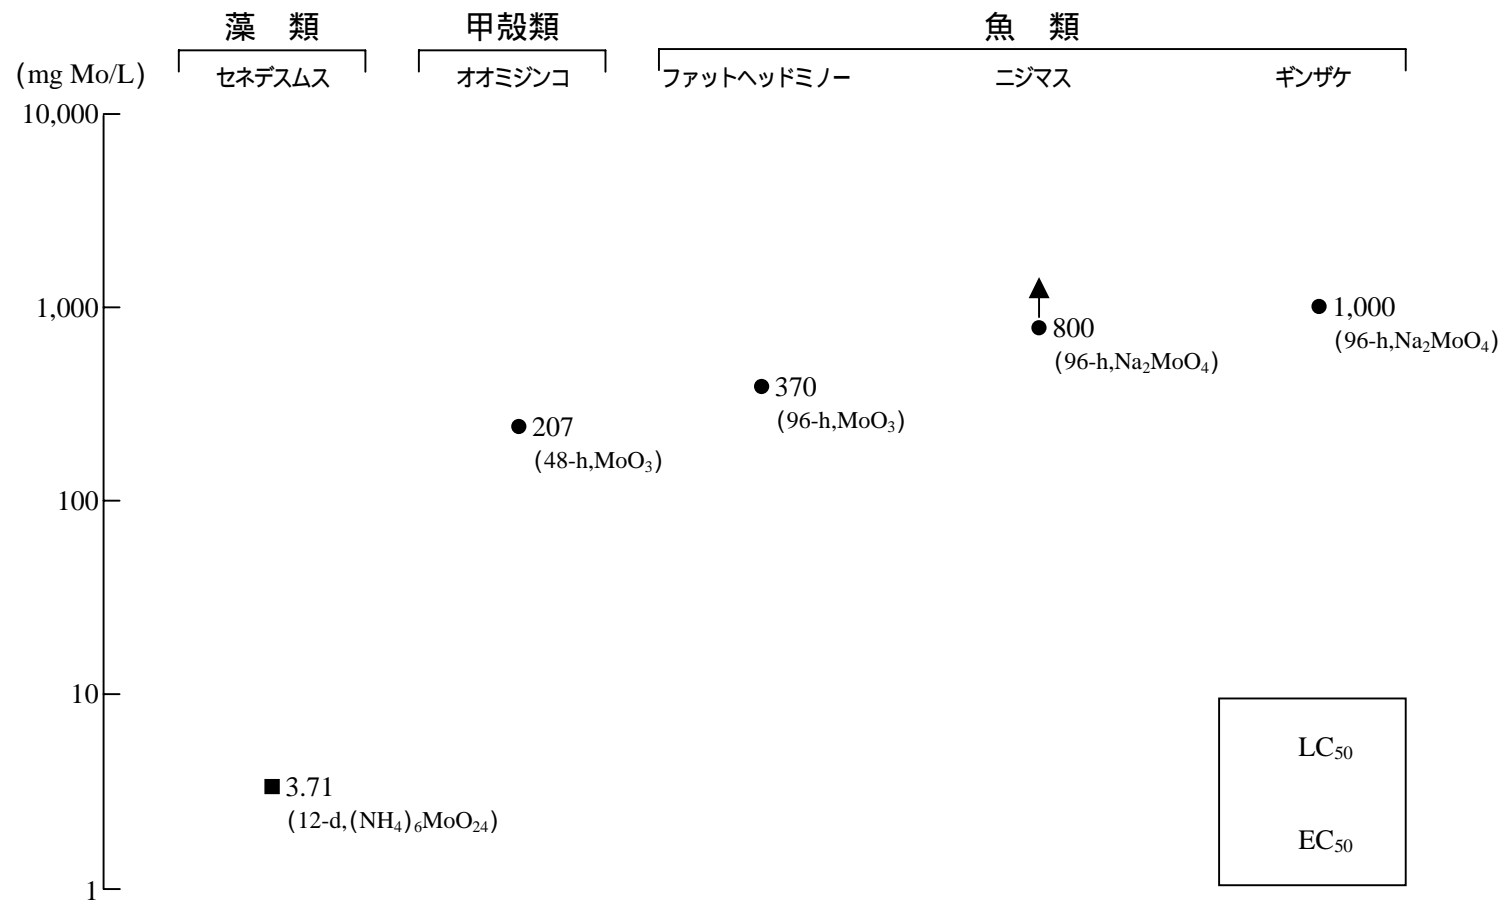 藻 類
甲殻類
魚 類
(mg Mo/L)
セネデスムス
オオミジンコ
ファットヘッドミノー
ニジマス
ギンザケ
10,000
1,000
100
10
1
3.71
(12-d,(NH₄)₆MoO₂₄)
207
(48-h,MoO₃)
370
(96-h,MoO₃)
800
(96-h,Na₂MoO₄)
1,000
(96-h,Na₂MoO₄)
LC₅₀
EC₅₀